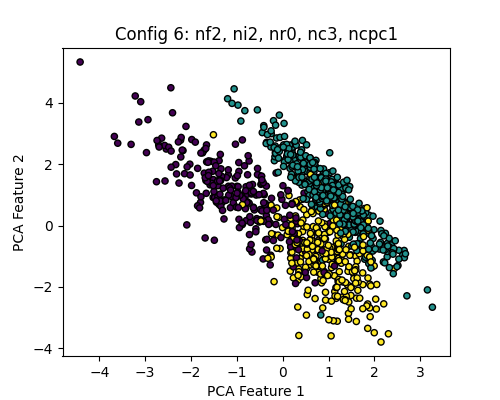 Config 6: nf2, ni2, nr0, nc3, ncpc1
PCA Feature 2
4
2
0
−2
−4
−4 −3 −2 −1 0 1 2 3
PCA Feature 1